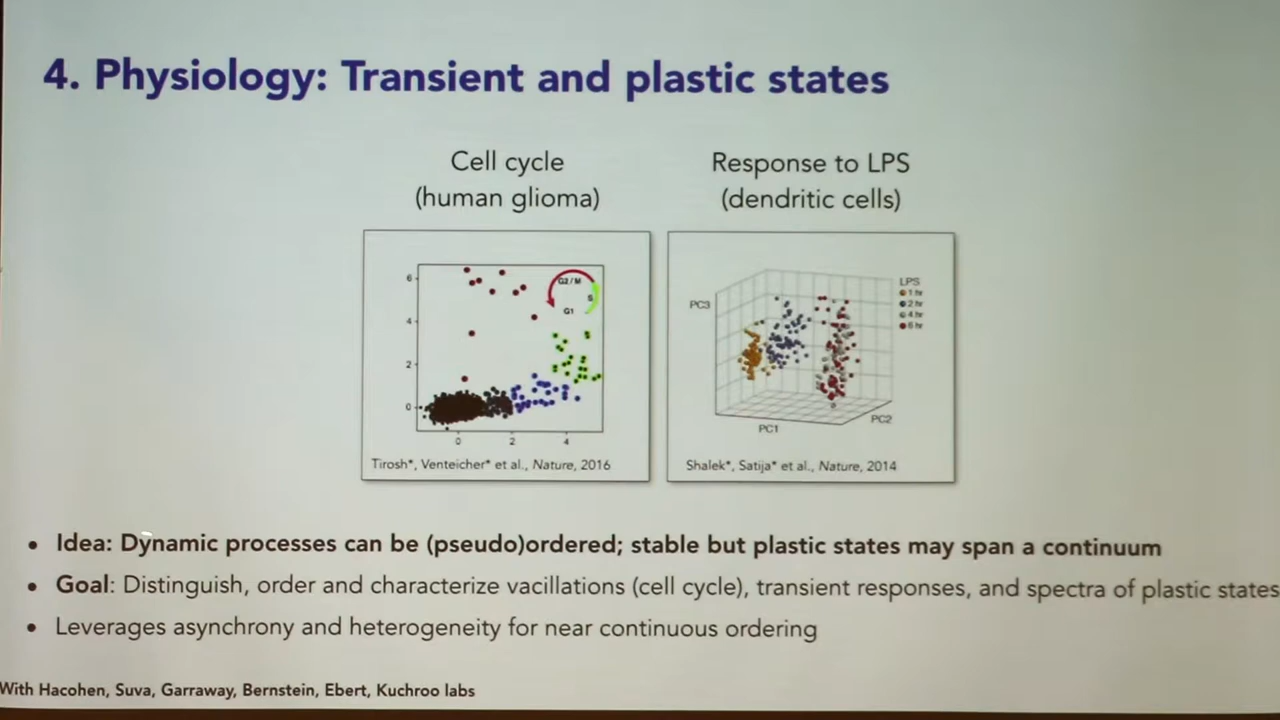 4. Physiology: Transient and plastic states
Cell cycle
(human glioma)
Response to LPS
(dendritic cells)
6
4
2
0
0
2
4
G2/M
S
G1
Tirosh*, Venteicher* et al., Nature, 2016
PC3
PC1
PC2
LPS
1 hr
2 hr
4 hr
6 hr
Shalek*, Satija* et al., Nature, 2014
• Idea: Dynamic processes can be (pseudo)ordered; stable but plastic states may span a continuum
• Goal: Distinguish, order and characterize vacillations (cell cycle), transient responses, and spectra of plastic states
• Leverages asynchrony and heterogeneity for near continuous ordering
With Hacohen, Suva, Garraway, Bernstein, Ebert, Kuchroo labs